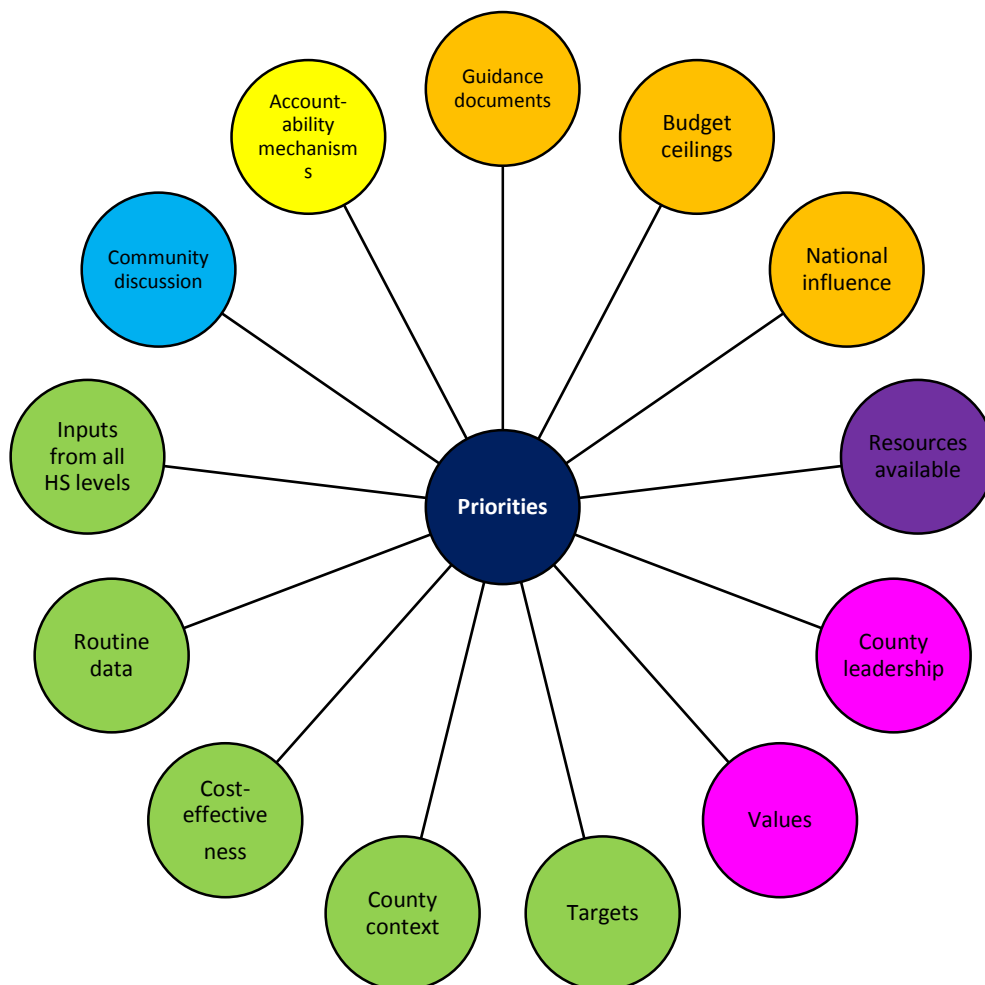 Guidance
documents
Budget
ceilings
National
influence
Resources
available
County
leadership
Values
Targets
County
context
Cost-
effective
ness
Routine
data
Inputs
from all
HS levels
Community
discussion
Account-
ability
mechanism
s
Priorities